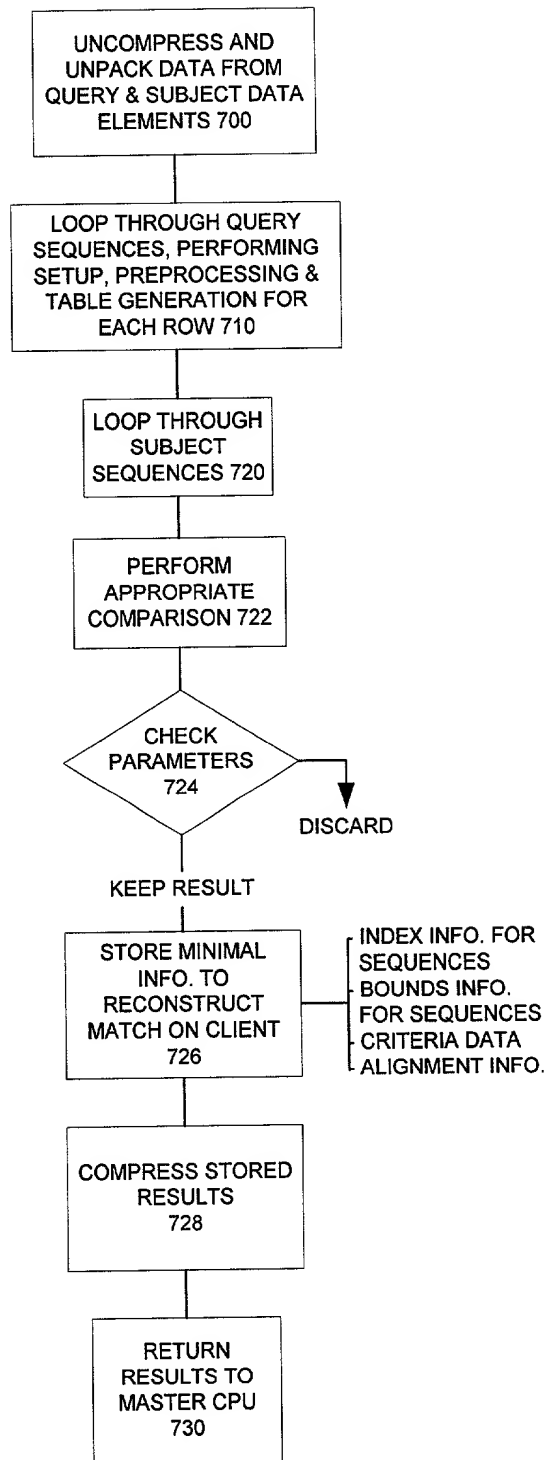 UNCOMPRESS AND
UNPACK DATA FROM
QUERY & SUBJECT DATA
ELEMENTS 700
LOOP THROUGH QUERY
SEQUENCES, PERFORMING
SETUP, PREPROCESSING &
TABLE GENERATION FOR
EACH ROW 710
LOOP THROUGH
SUBJECT
SEQUENCES 720
PERFORM
APPROPRIATE
COMPARISON 722
CHECK
PARAMETERS
724
DISCARD
KEEP RESULT
STORE MINIMAL
INFO. TO
RECONSTRUCT
MATCH ON CLIENT
726
INDEX INFO. FOR
SEQUENCES
BOUNDS INFO.
FOR SEQUENCES
CRITERIA DATA
ALIGNMENT INFO.
COMPRESS STORED
RESULTS
728
RETURN
RESULTS TO
MASTER CPU
730